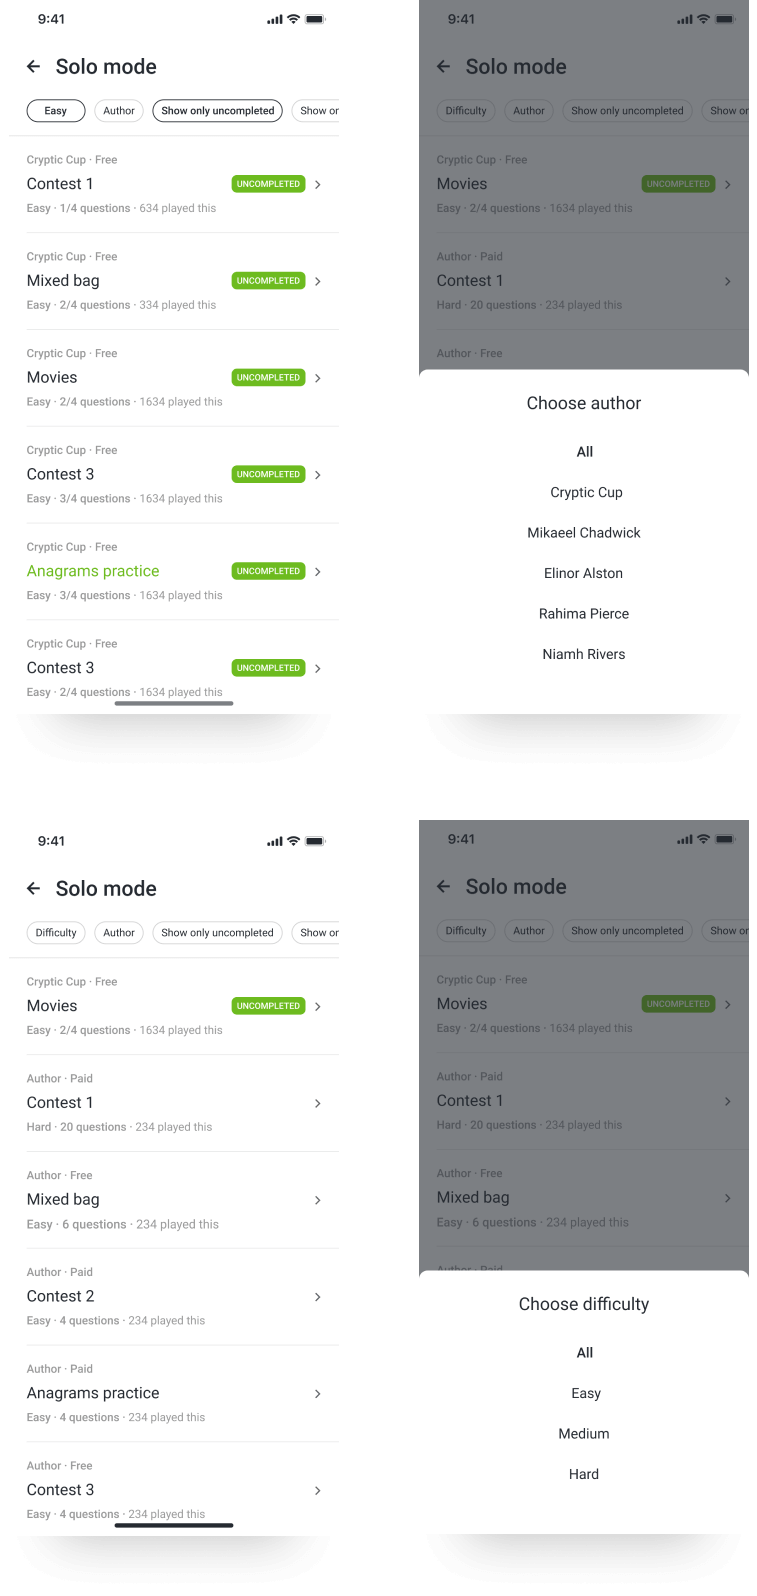 9:41
Solo mode
Easy Author Show only uncompleted Show or
Cryptic Cup · Free
Contest 1 UNCOMPLETED
Easy · 1/4 questions · 634 played this
Cryptic Cup · Free
Mixed bag UNCOMPLETED
Easy · 2/4 questions · 334 played this
Cryptic Cup · Free
Movies UNCOMPLETED
Easy · 2/4 questions · 1634 played this
Cryptic Cup · Free
Contest 3 UNCOMPLETED
Easy · 3/4 questions · 1634 played this
Cryptic Cup · Free
Anagrams practice UNCOMPLETED
Easy · 3/4 questions · 1634 played this
Cryptic Cup · Free
Contest 3 UNCOMPLETED
Easy · 2/4 questions · 1634 played this
9:41
Solo mode
Difficulty Author Show only uncompleted Show or
Cryptic Cup · Free
Movies UNCOMPLETED
Easy · 2/4 questions · 1634 played this
Author · Paid
Contest 1
Hard · 20 questions · 234 played this
Author · Free
Choose author
All
Cryptic Cup
Mikaeel Chadwick
Elinor Alston
Rahima Pierce
Niamh Rivers
9:41
Solo mode
Difficulty Author Show only uncompleted Show or
Cryptic Cup · Free
Movies UNCOMPLETED
Easy · 2/4 questions · 1634 played this
Author · Paid
Contest 1
Hard · 20 questions · 234 played this
Author · Free
Mixed bag
Easy · 6 questions · 234 played this
Author · Paid
Contest 2
Easy · 4 questions · 234 played this
Author · Paid
Anagrams practice
Easy · 4 questions · 234 played this
Author · Free
Contest 3
Easy · 4 questions · 234 played this
9:41
Solo mode
Difficulty Author Show only uncompleted Show or
Cryptic Cup · Free
Movies UNCOMPLETED
Easy · 2/4 questions · 1634 played this
Author · Paid
Contest 1
Hard · 20 questions · 234 played this
Author · Free
Mixed bag
Easy · 6 questions · 234 played this
Author · Paid
Choose difficulty
All
Easy
Medium
Hard